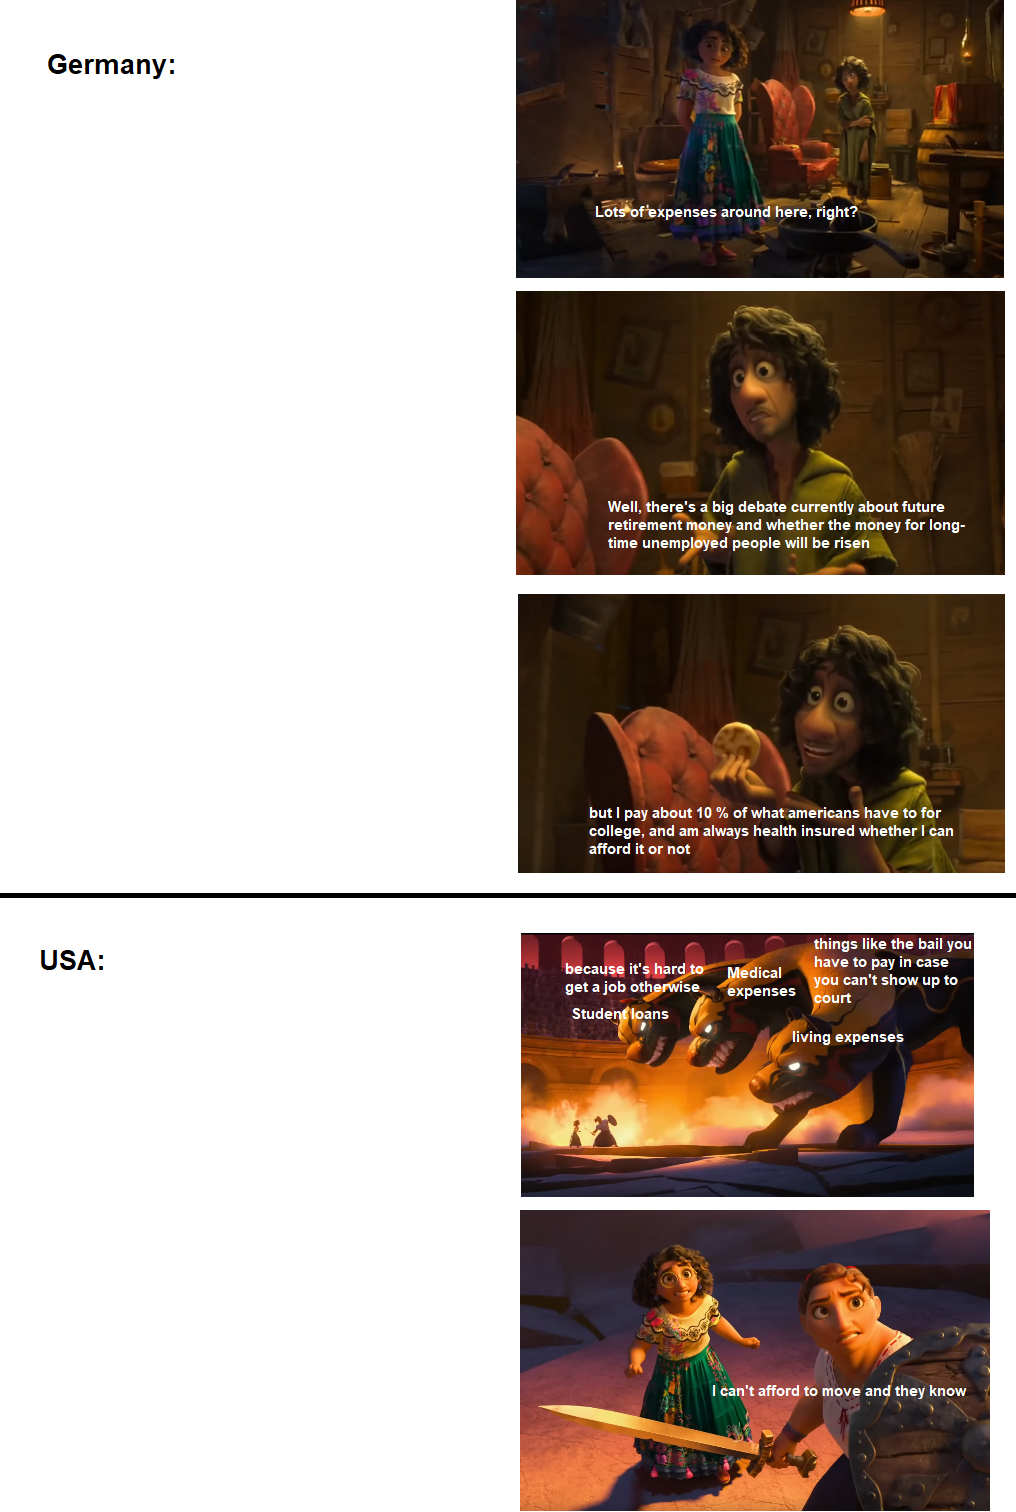 Germany:
Lots of expenses around here, right?
Well, there's a big debate currently about future
retirement money and whether the money for long-
time unemployed people will be risen
but I pay about 10 % of what americans have to for
college, and am always health insured whether I can
afford it or not
USA:
because it's hard to
get a job otherwise
Student loans
Medical
expenses
things like the bail you
have to pay in case
you can't show up to
court
living expenses
I can't afford to move and they know